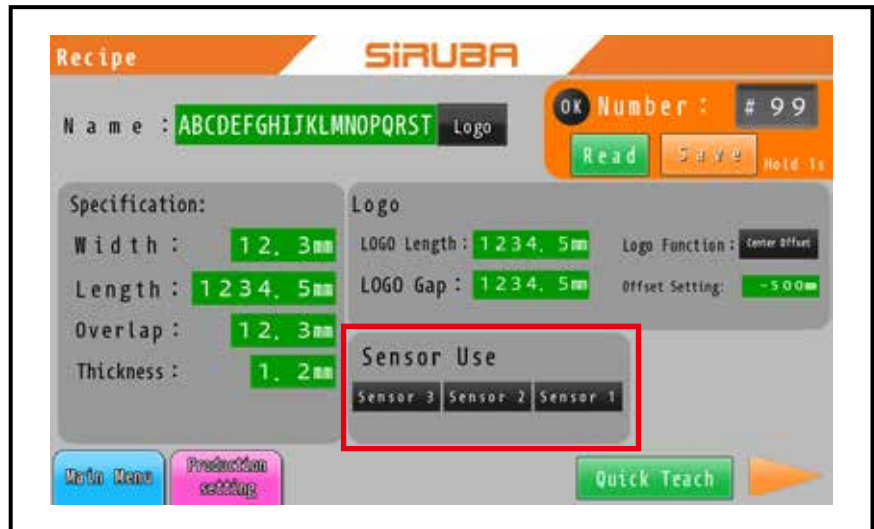 Recipe
SiRUBA
Name : ABCDEFGHIJKLMNOPQRST Logo
OK Number : # 99
Read Save Hold 1s
Specification:
Width : 12. 3mm
Length : 1234. 5mm
Overlap : 12. 3mm
Thickness : 1. 2mm
Logo
LOGO Length : 1234. 5mm Logo Function : Center Offset
LOGO Gap : 1234. 5mm Offset Setting: -500mm
Sensor Use
Sensor 3 Sensor 2 Sensor 1
Main Menu
Production
setting
Quick Teach